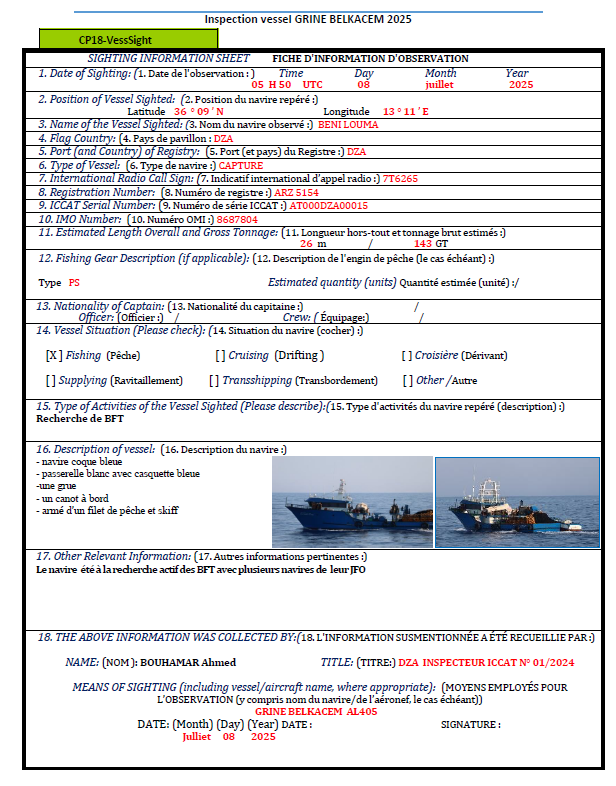 Inspection vessel GRINE BELKACEM 2025
CP18-VessSight
SIGHTING INFORMATION SHEET FICHE D'INFORMATION D'OBSERVATION
1. Date of Sighting: (1. Date de l'observation : ) Time Day Month Year
05 H 50 UTC 08 juillet 2025
2. Position of Vessel Sighted: (2. Position du navire repéré :)
Latitude 36 ° 09 ' N Longitude 13 ° 11 ' E
3. Name of the Vessel Sighted: (3. Nom du navire observé :) BENI LOUMA
4. Flag Country: (4. Pays de pavillon : ) DZA
5. Port (and Country) of Registry: (5. Port (et pays) du Registre :) DZA
6. Type of Vessel: (6. Type de navire :) CAPTURE
7. International Radio Call Sign: (7. Indicatif international d'appel radio :) 7T6265
8. Registration Number: (8. Numéro de registre :) ARZ 5154
9. ICCAT Serial Number: (9. Numéro de série ICCAT :) AT000DZA00015
10. IMO Number: (10. Numéro OMI :) 8687804
11. Estimated Length Overall and Gross Tonnage: (11. Longueur hors-tout et tonnage brut estimés :)
26 m / 143 GT
12. Fishing Gear Description (if applicable): (12. Description de l'engin de pêche (le cas échéant) :)
Type PS Estimated quantity (units) Quantité estimée (unité) :/
13. Nationality of Captain: (13. Nationalité du capitaine :) /
Officer: (Officier :) / Crew: ( Équipage:) /
14. Vessel Situation (Please check): (14. Situation du navire (cocher) :)
[X ] Fishing (Pêche) [ ] Cruising (Drifting ) [ ] Croisière (Dérivant)
[ ] Supplying (Ravitaillement) [ ] Transshipping (Transbordement) [ ] Other /Autre
15. Type of Activities of the Vessel Sighted (Please describe):(15. Type d'activités du navire repéré (description) :)
Recherche de BFT
16. Description of vessel: (16. Description du navire :)
- navire coque bleue
- passerelle blanc avec casquette bleue
-une grue
- un canot à bord
- armé d'un filet de pêche et skiff
17. Other Relevant Information: (17. Autres informations pertinentes :)
Le navire été à la recherche actif des BFT avec plusieurs navires de leur JFO
18. THE ABOVE INFORMATION WAS COLLECTED BY:(18. L'INFORMATION SUSMENTIONNÉE A ÉTÉ RECUEILLIE PAR :)
NAME: (NOM ): BOUHAMAR Ahmed TITLE: (TITRE:) DZA INSPECTEUR ICCAT N° 01/2024
MEANS OF SIGHTING (including vessel/aircraft name, where appropriate): (MOYENS EMPLOYÉS POUR
L'OBSERVATION (y compris nom du navire/de l'aéronef, le cas échéant))
GRINE BELKACEM AL405
DATE: (Month) (Day) (Year) DATE : SIGNATURE :
Julliet 08 2025